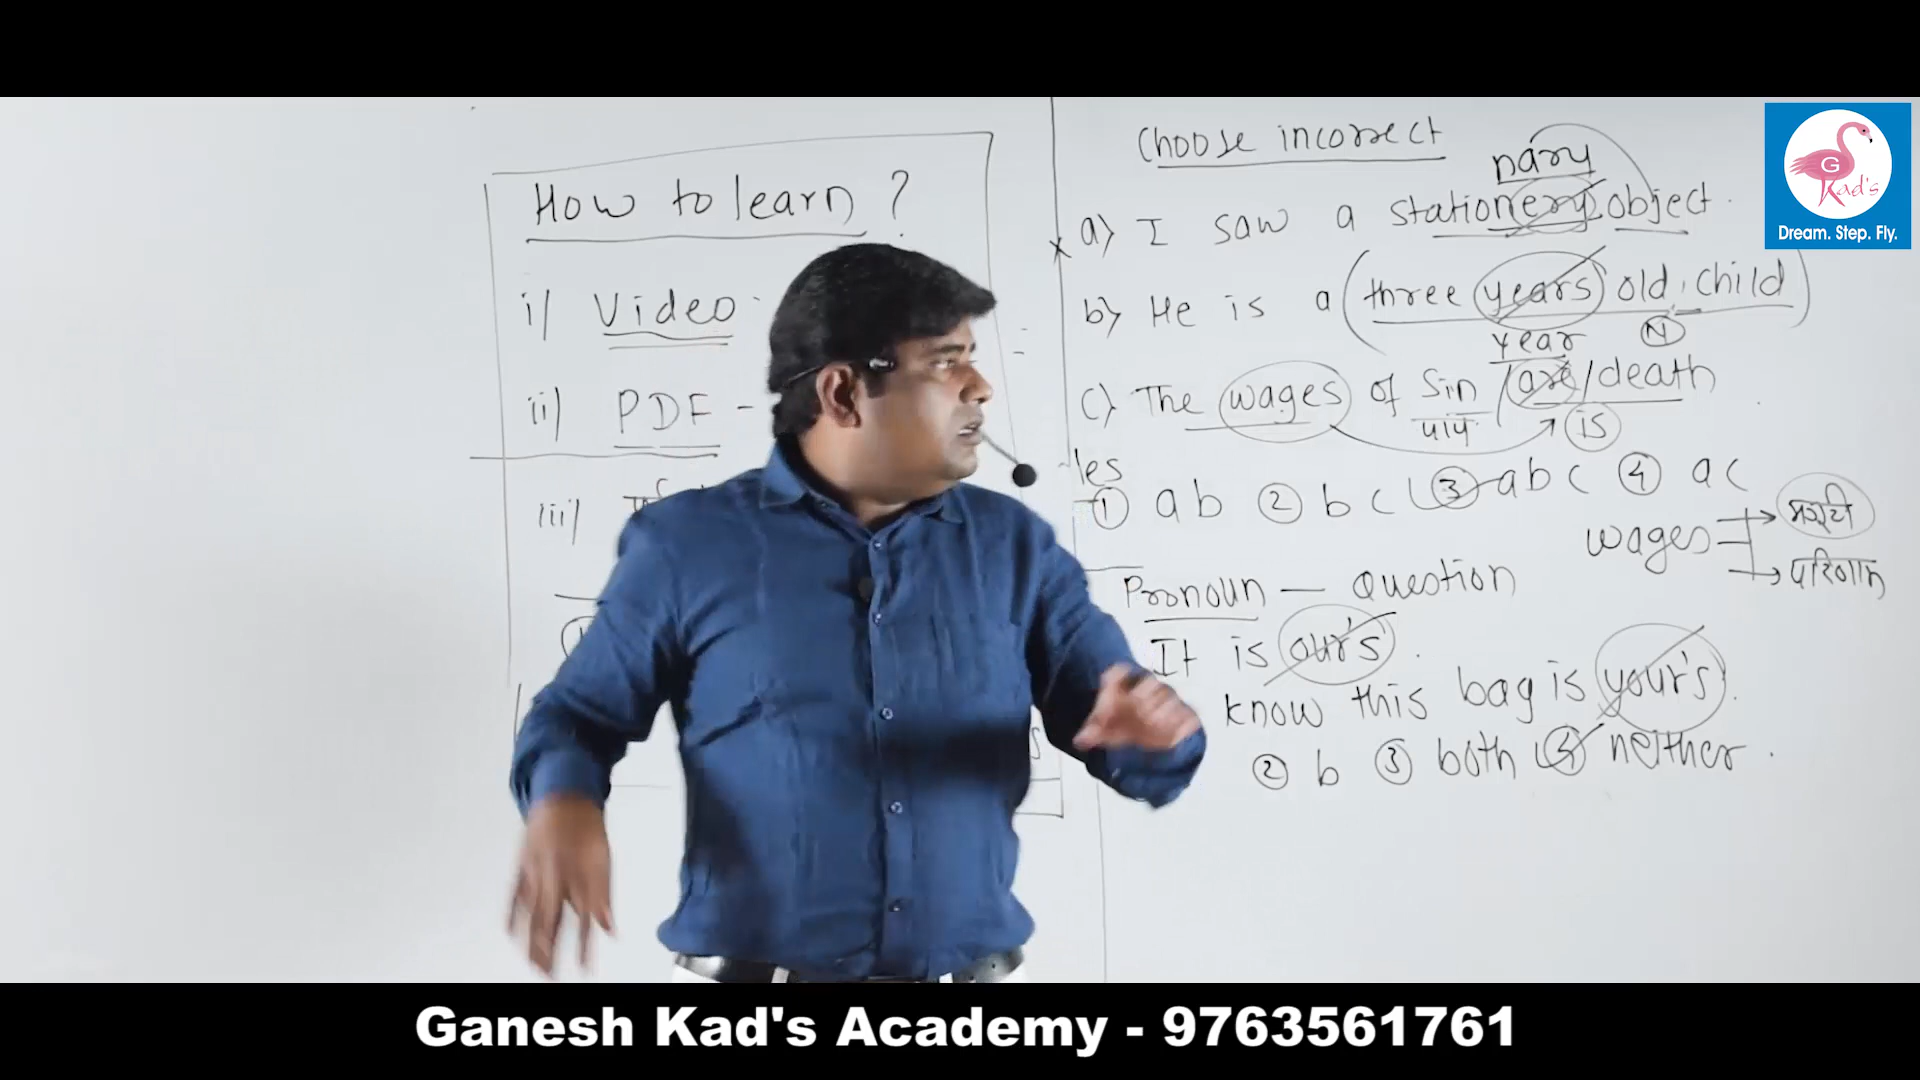 How to learn ?
i) Video
ii) PDF -
iii)
Choose incorrect
nary
a) I saw a stationery object.
b) He is a (three years old child)
year N
c) The wages of Sin / are / death
पाप is
les
① ab ② bc ③ abc ④ ac
wages मजूरी
परिणाम
Pronoun — Question
It is our's.
know this bag is your's.
② b ③ both ④ neither.
G
Kad's
Dream. Step. Fly.
Ganesh Kad's Academy - 9763561761